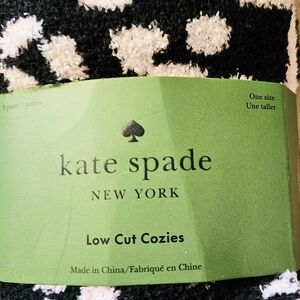 3 pairs / paires
One size
Une taille
kate spade
NEW YORK
Low Cut Cozies
Made in China/Fabriqué en Chine